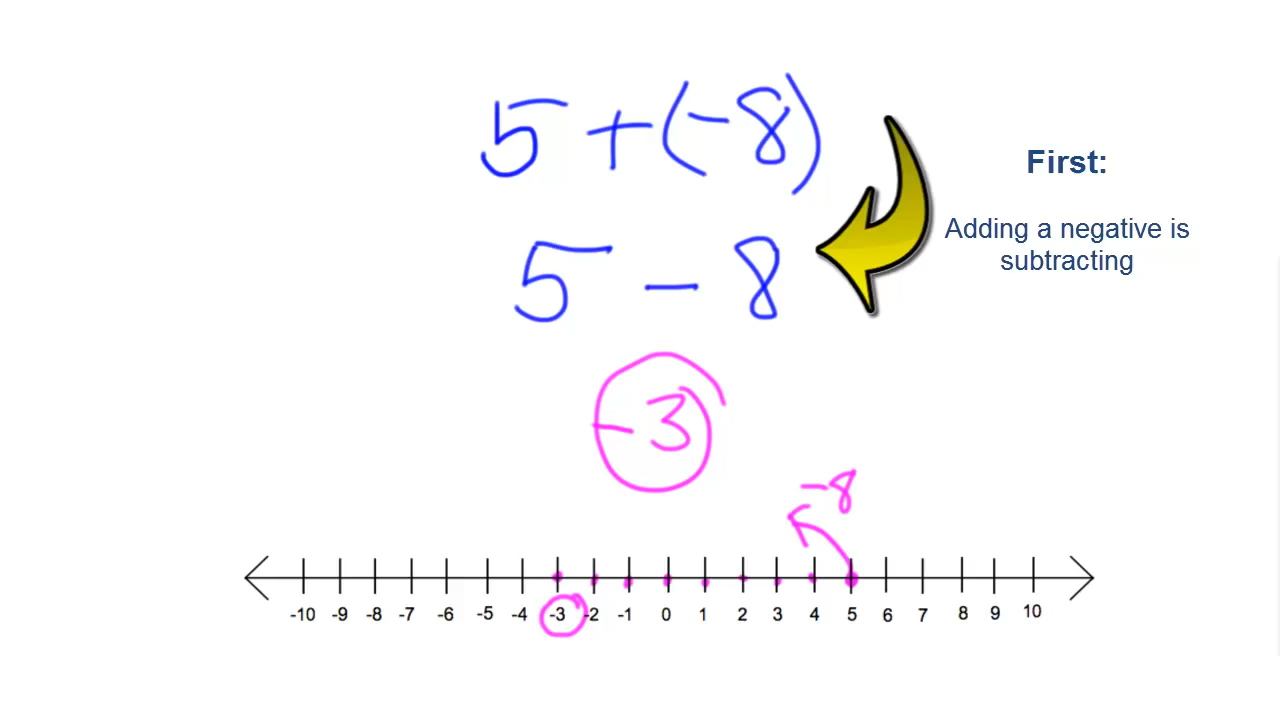 5 + (-8)
First:
Adding a negative is
subtracting
5 - 8
-3
-8
-10 -9 -8 -7 -6 -5 -4 -3 -2 -1 0 1 2 3 4 5 6 7 8 9 10